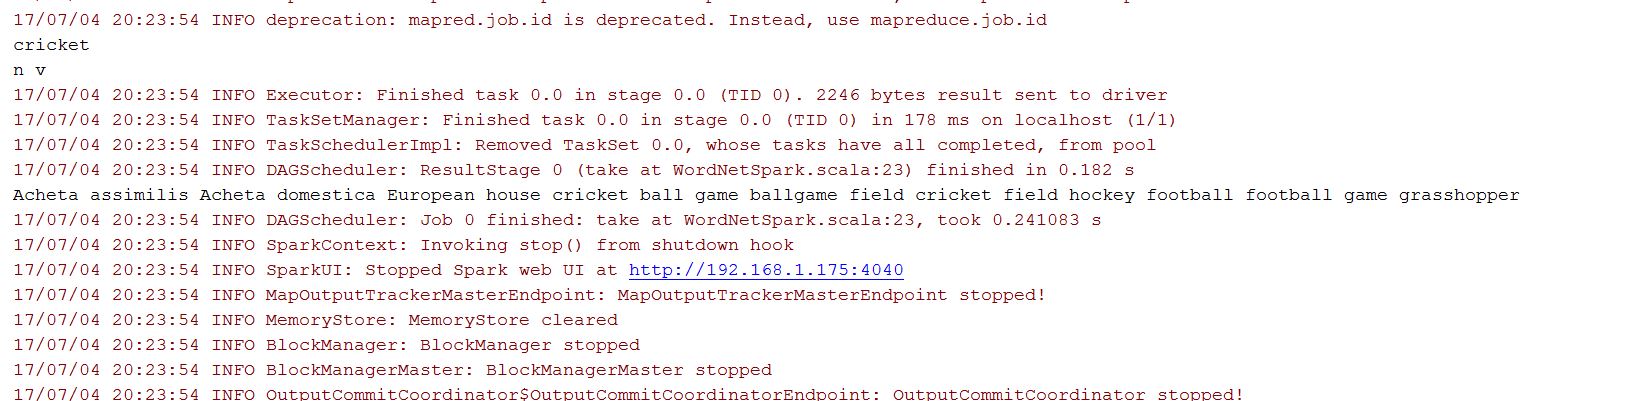 17/07/04 20:23:54 INFO deprecation: mapred.job.id is deprecated. Instead, use mapreduce.job.id
cricket
n v
17/07/04 20:23:54 INFO Executor: Finished task 0.0 in stage 0.0 (TID 0). 2246 bytes result sent to driver
17/07/04 20:23:54 INFO TaskSetManager: Finished task 0.0 in stage 0.0 (TID 0) in 178 ms on localhost (1/1)
17/07/04 20:23:54 INFO TaskSchedulerImpl: Removed TaskSet 0.0, whose tasks have all completed, from pool
17/07/04 20:23:54 INFO DAGScheduler: ResultStage 0 (take at WordNetSpark.scala:23) finished in 0.182 s
Acheta assimilis Acheta domestica European house cricket ball game ballgame field cricket field hockey football football game grasshopper
17/07/04 20:23:54 INFO DAGScheduler: Job 0 finished: take at WordNetSpark.scala:23, took 0.241083 s
17/07/04 20:23:54 INFO SparkContext: Invoking stop() from shutdown hook
17/07/04 20:23:54 INFO SparkUI: Stopped Spark web UI at http://192.168.1.175:4040
17/07/04 20:23:54 INFO MapOutputTrackerMasterEndpoint: MapOutputTrackerMasterEndpoint stopped!
17/07/04 20:23:54 INFO MemoryStore: MemoryStore cleared
17/07/04 20:23:54 INFO BlockManager: BlockManager stopped
17/07/04 20:23:54 INFO BlockManagerMaster: BlockManagerMaster stopped
17/07/04 20:23:54 INFO OutputCommitCoordinator$OutputCommitCoordinatorEndpoint: OutputCommitCoordinator stopped!